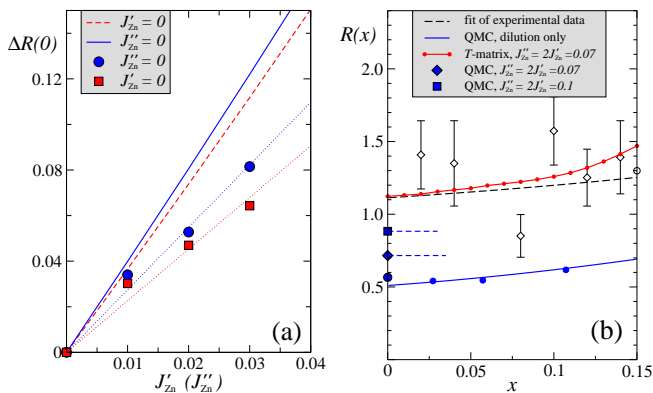 ΔR(0)
0.12
0.08
0.04
0
0.01
0.02
0.03
0.04
J′Zn (J″Zn)
J′Zn = 0
J″Zn = 0
J″Zn = 0
J′Zn = 0
(a)
R(x)
2.0
1.5
1.0
0.5
0
0.05
0.10
0.15
x
fit of experimental data
QMC, dilution only
T-matrix, J″Zn = 2J′Zn = 0.07
QMC, J″Zn = 2J′Zn = 0.07
QMC, J″Zn = 2J′Zn = 0.1
(b)